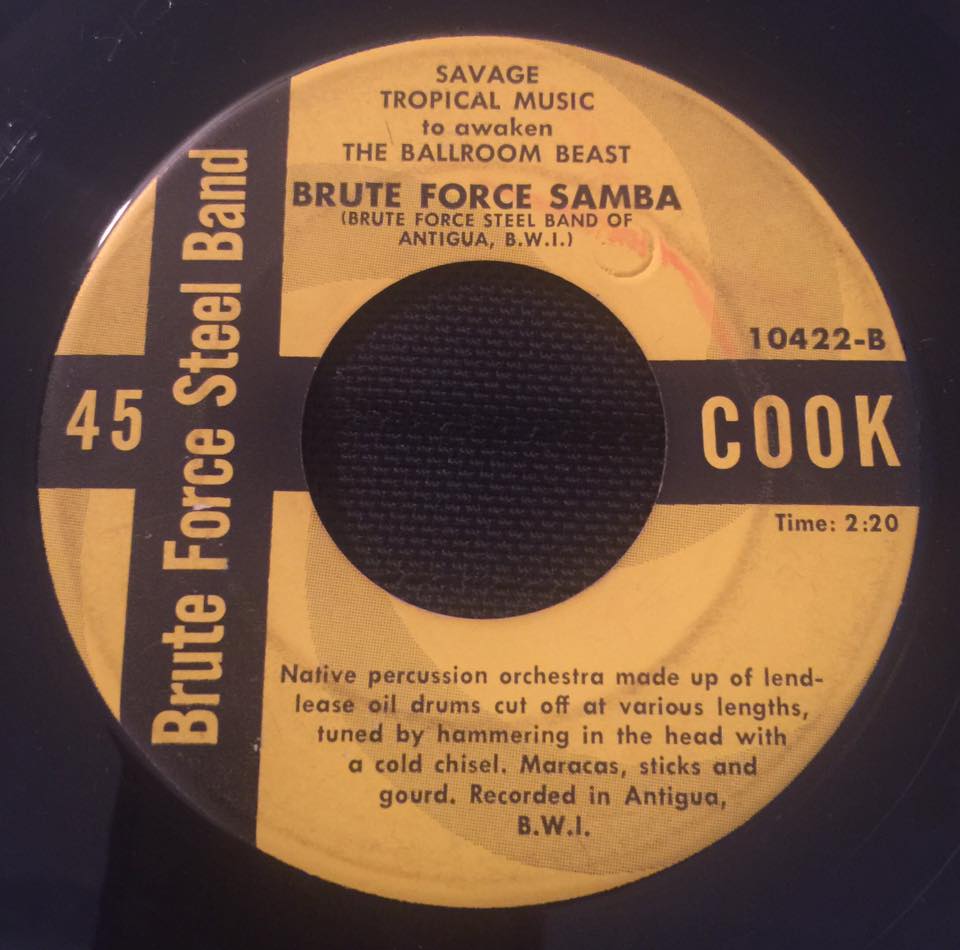 SAVAGE
TROPICAL MUSIC
to awaken
THE BALLROOM BEAST
BRUTE FORCE SAMBA
(BRUTE FORCE STEEL BAND OF
ANTIGUA, B.W.I.)
Brute Force Steel Band
10422-B
45
COOK
Time: 2:20
Native percussion orchestra made up of lend-
lease oil drums cut off at various lengths,
tuned by hammering in the head with
a cold chisel. Maracas, sticks and
gourd. Recorded in Antigua,
B.W.I.